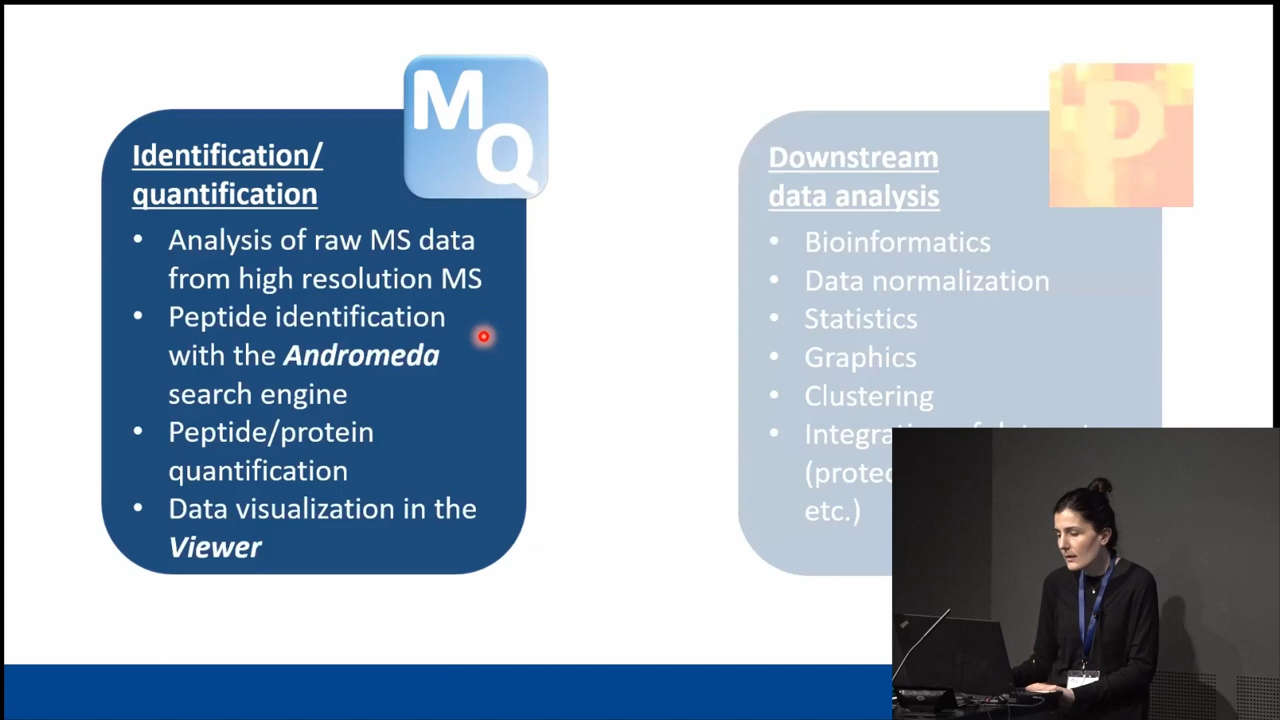 MQ
Identification/
quantification
• Analysis of raw MS data
from high resolution MS
• Peptide identification
with the Andromeda
search engine
• Peptide/protein
quantification
• Data visualization in the
Viewer
P
Downstream
data analysis
• Bioinformatics
• Data normalization
• Statistics
• Graphics
• Clustering
•
etc.)